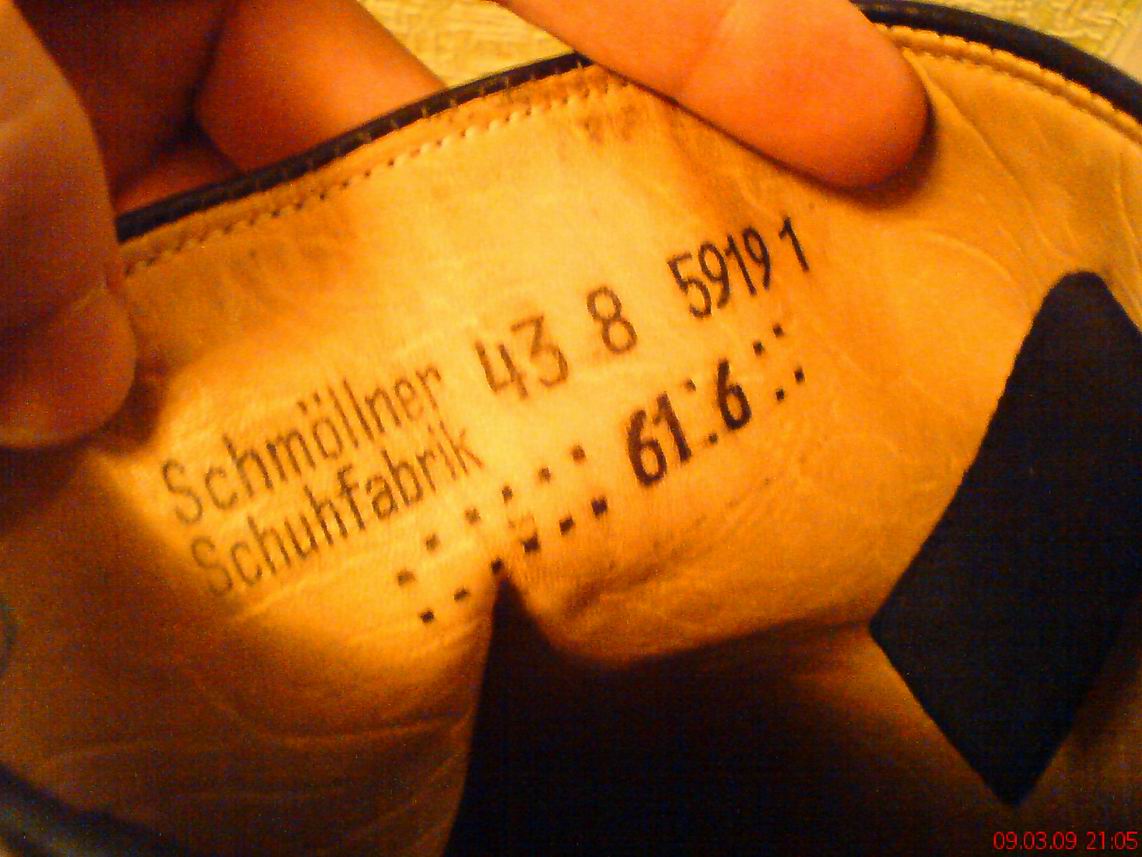 Schmöllner 43 8 5919 1
Schuhfabrik 61.6
09.03.09 21:05